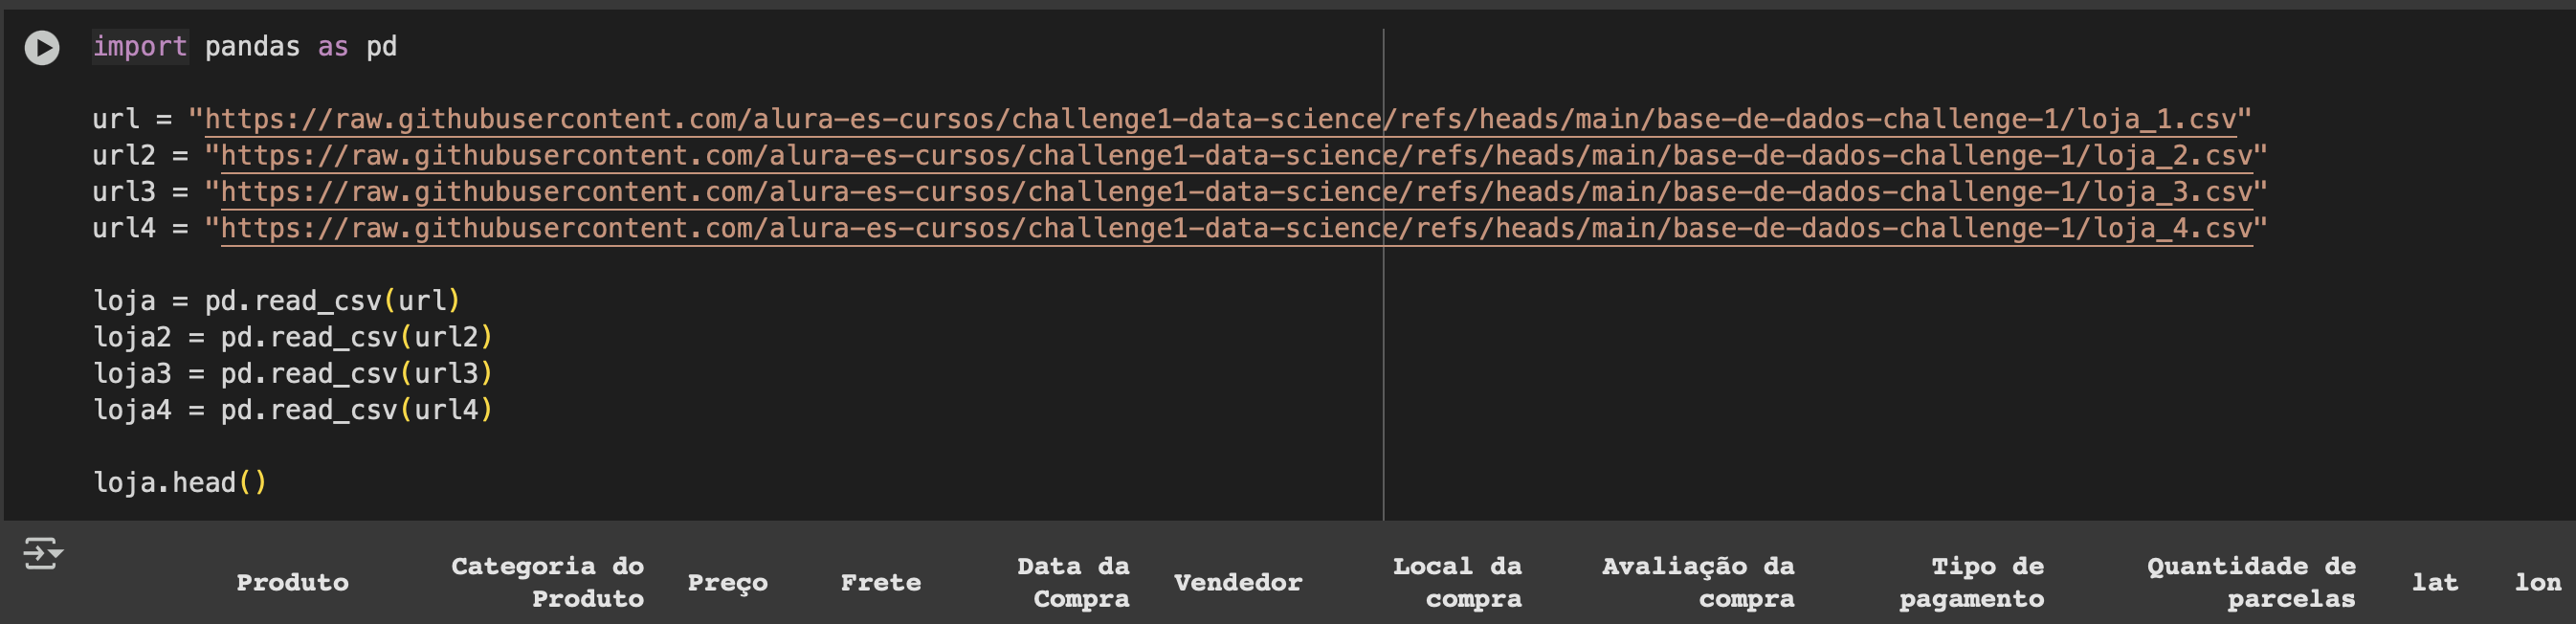 import pandas as pd
url = "https://raw.githubusercontent.com/alura-es-cursos/challenge1-data-science/refs/heads/main/base-de-dados-challenge-1/loja_1.csv"
url2 = "https://raw.githubusercontent.com/alura-es-cursos/challenge1-data-science/refs/heads/main/base-de-dados-challenge-1/loja_2.csv"
url3 = "https://raw.githubusercontent.com/alura-es-cursos/challenge1-data-science/refs/heads/main/base-de-dados-challenge-1/loja_3.csv"
url4 = "https://raw.githubusercontent.com/alura-es-cursos/challenge1-data-science/refs/heads/main/base-de-dados-challenge-1/loja_4.csv"
loja = pd.read_csv(url)
loja2 = pd.read_csv(url2)
loja3 = pd.read_csv(url3)
loja4 = pd.read_csv(url4)
loja.head()
Produto
Categoria do
Produto
Preço
Frete
Data da
Compra
Vendedor
Local da
compra
Avaliação da
compra
Tipo de
pagamento
Quantidade de
parcelas
lat
lon